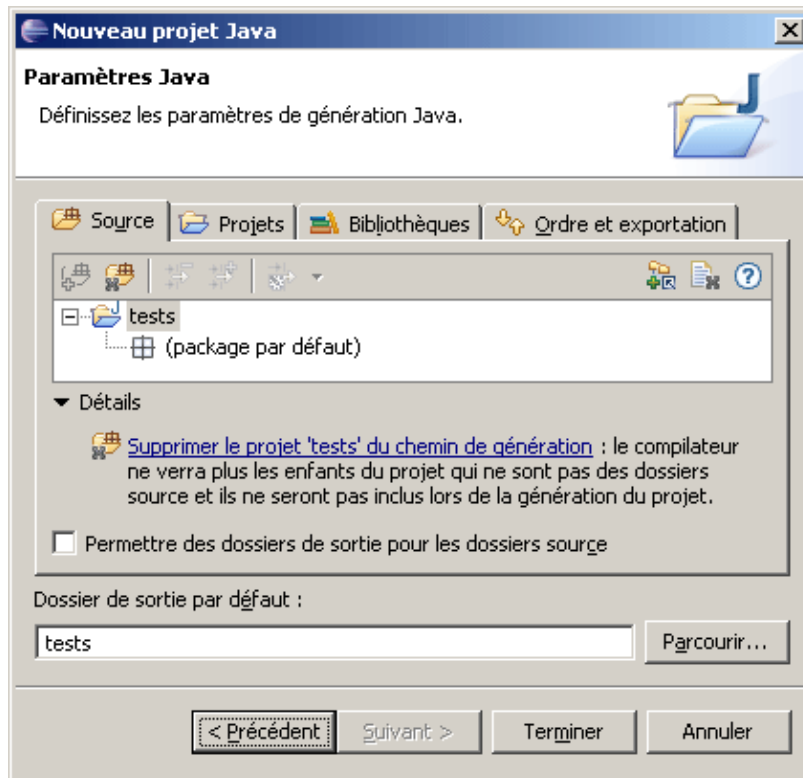 Nouveau projet Java
Paramètres Java
Définissez les paramètres de génération Java.
Source Projets Bibliothèques Ordre et exportation
tests
(package par défaut)
Détails
Supprimer le projet 'tests' du chemin de génération : le compilateur
ne verra plus les enfants du projet qui ne sont pas des dossiers
source et ils ne seront pas inclus lors de la génération du projet.
Permettre des dossiers de sortie pour les dossiers source
Dossier de sortie par défaut :
tests Parcourir...
< Précédent Suivant > Terminer Annuler